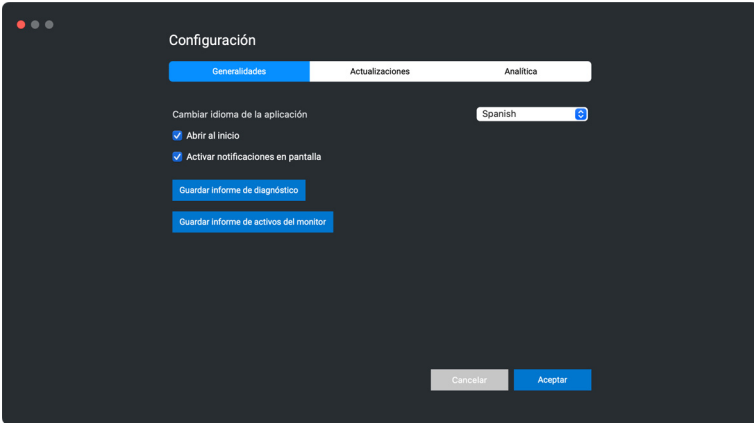 Configuración
Generalidades Actualizaciones Analítica
Cambiar idioma de la aplicación Spanish
Abrir al inicio
Activar notificaciones en pantalla
Guardar informe de diagnóstico
Guardar informe de activos del monitor
Cancelar Aceptar